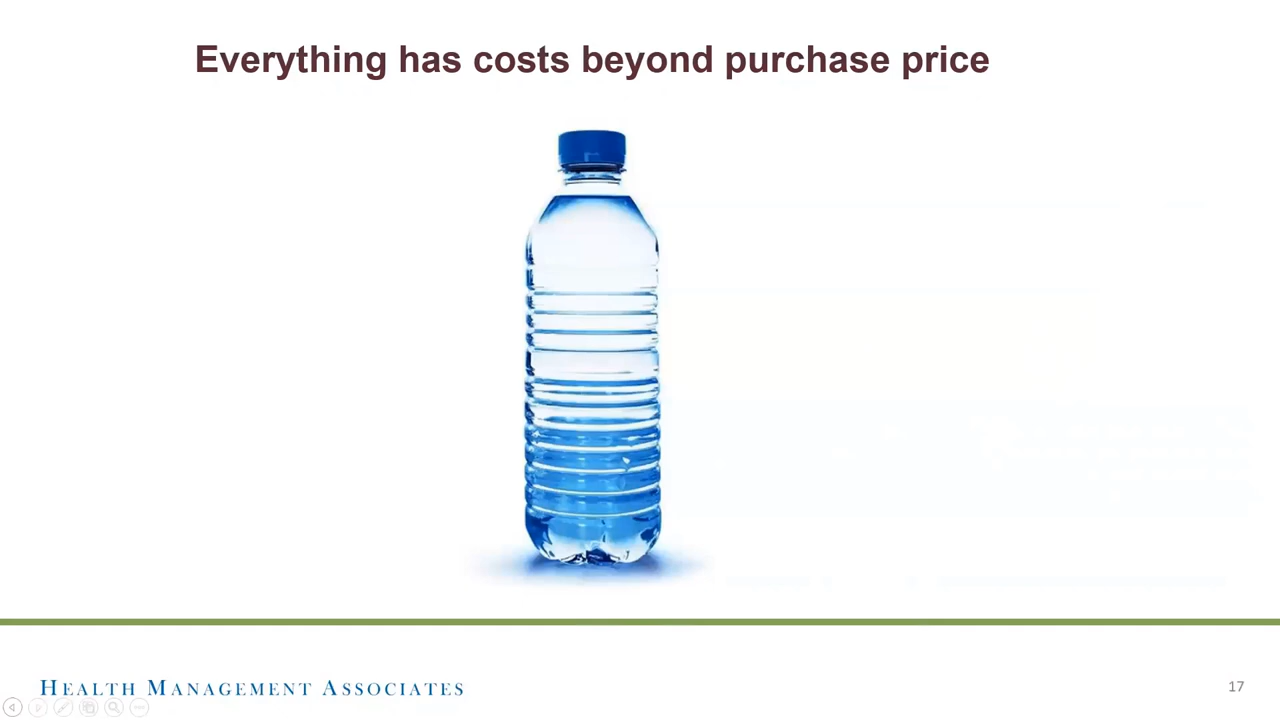 Everything has costs beyond purchase price
HEALTH MANAGEMENT ASSOCIATES
17